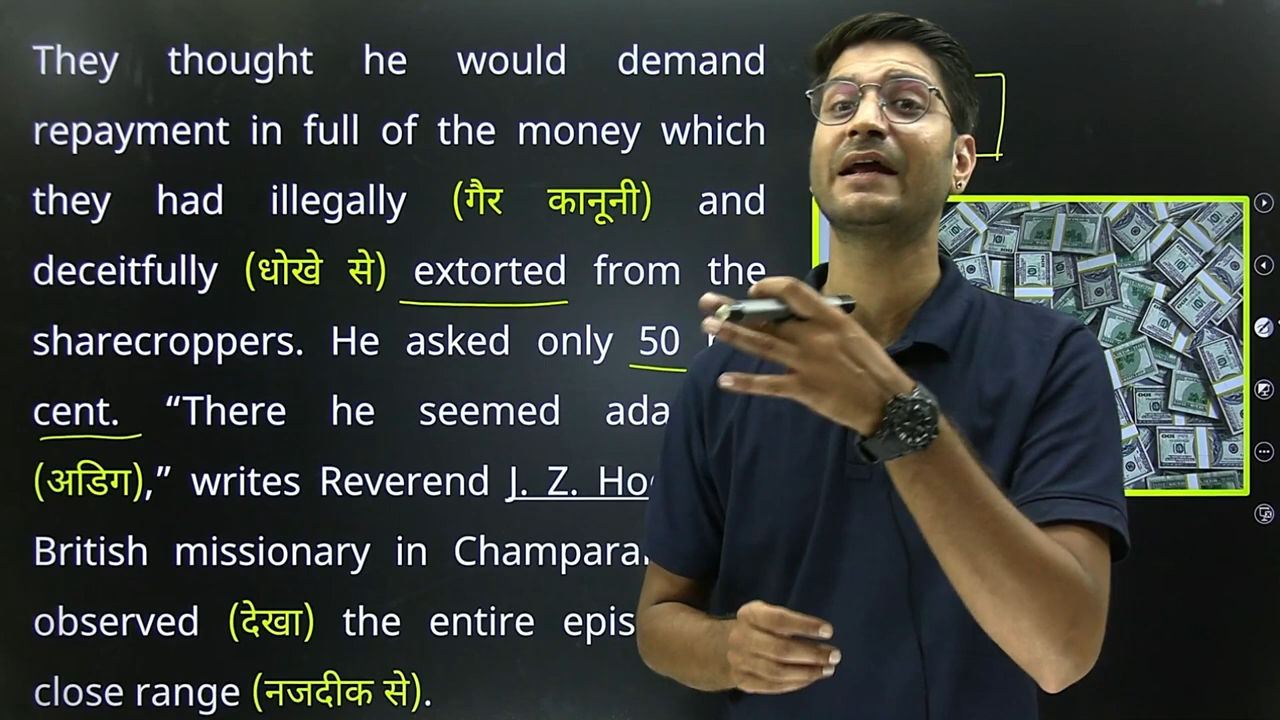 They thought he would demand
repayment in full of the money which
they had illegally (गैर कानूनी) and
deceitfully (धोखे से) extorted from the
sharecroppers. He asked only 50
cent. “There he seemed
(अडिग),” writes Reverend J. Z.
British missionary in
observed (देखा) the entire
close range (नजदीक से).